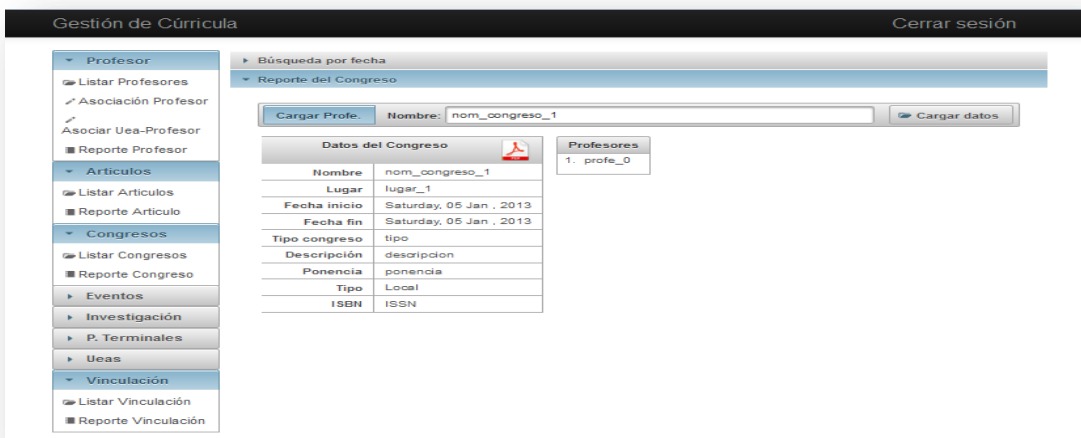 Gestión de Cúrricula Cerrar sesión
Profesor
Listar Profesores
Asociación Profesor
Asociar Uea-Profesor
Reporte Profesor
Articulos
Listar Articulos
Reporte Articulo
Congresos
Listar Congresos
Reporte Congreso
Eventos
Investigación
P. Terminales
Ueas
Vinculación
Listar Vinculación
Reporte Vinculación
Búsqueda por fecha
Reporte del Congreso
Cargar Profe. Nombre: nom_congreso_1 Cargar datos
Datos del Congreso
PDF
Nombre nom_congreso_1
Lugar lugar_1
Fecha inicio Saturday, 05 Jan , 2013
Fecha fin Saturday, 05 Jan , 2013
Tipo congreso tipo
Descripción descripcion
Ponencia ponencia
Tipo Local
ISBN ISSN
Profesores
1. profe_0